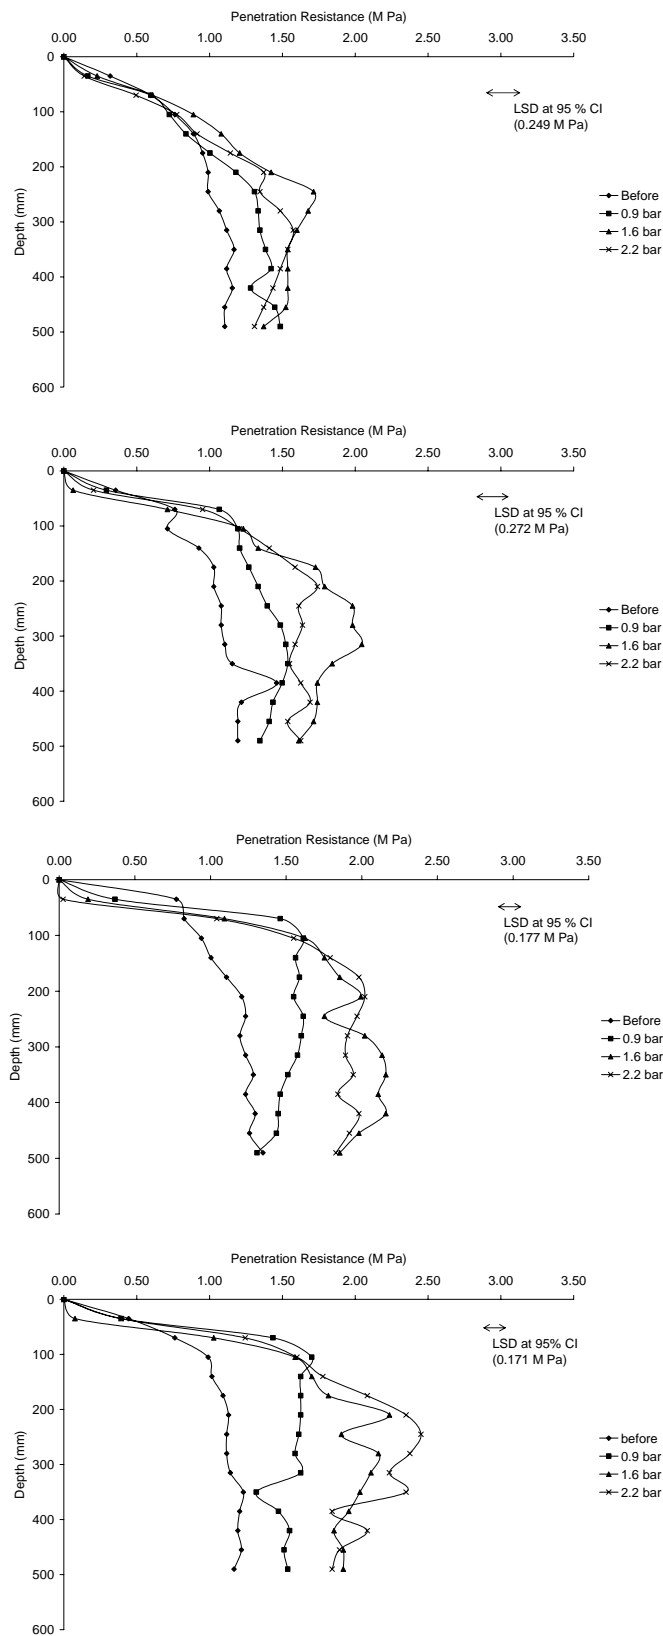 Penetration Resistance (M Pa)
0.00 0.50 1.00 1.50 2.00 2.50 3.00 3.50
0
100
200
300
400
500
600
Depth (mm)
LSD at 95 % CI
(0.249 M Pa)
Before
0.9 bar
1.6 bar
2.2 bar
Penetration Resistance (M Pa)
0.00 0.50 1.00 1.50 2.00 2.50 3.00 3.50
0
100
200
300
400
500
600
Dpeth (mm)
LSD at 95 % CI
(0.272 M Pa)
Before
0.9 bar
1.6 bar
2.2 bar
Penetration Resistance (M Pa)
0.00 0.50 1.00 1.50 2.00 2.50 3.00 3.50
0
100
200
300
400
500
600
Depth (mm)
LSD at 95 % CI
(0.177 M Pa)
Before
0.9 bar
1.6 bar
2.2 bar
Penetration Resistance (M Pa)
0.00 0.50 1.00 1.50 2.00 2.50 3.00 3.50
0
100
200
300
400
500
600
Depth (mm)
LSD at 95% CI
(0.171 M Pa)
before
0.9 bar
1.6 bar
2.2 bar